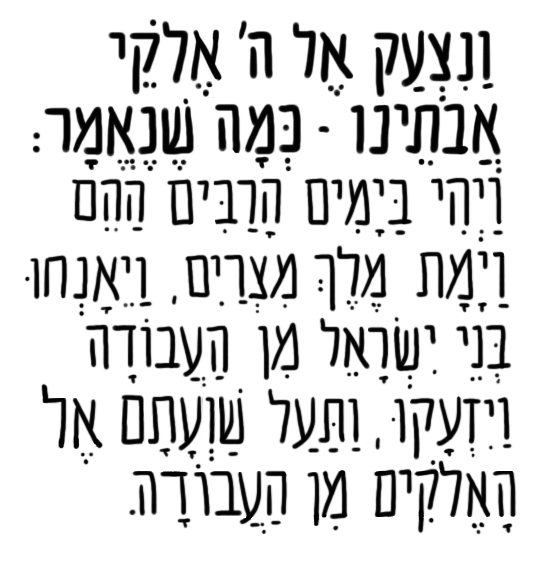 וַנִּצְעַק אֶל ה' אֱלֹקֵי
אֲבֹתֵינוּ - כְּמָה שֶׁנֶּאֱמַר:
וַיְהִי בַיָּמִים הָרַבִּים הָהֵם
וַיָּמָת מֶלֶךְ מִצְרַיִם, וַיֵּאָנְחוּ
בְנֵי יִשְׂרָאֵל מִן הָעֲבוֹדָה
וַיִּזְעָקוּ, וַתַּעַל שַׁוְעָתָם אֶל
הָאֱלֹקִים מִן הָעֲבוֹדָה.